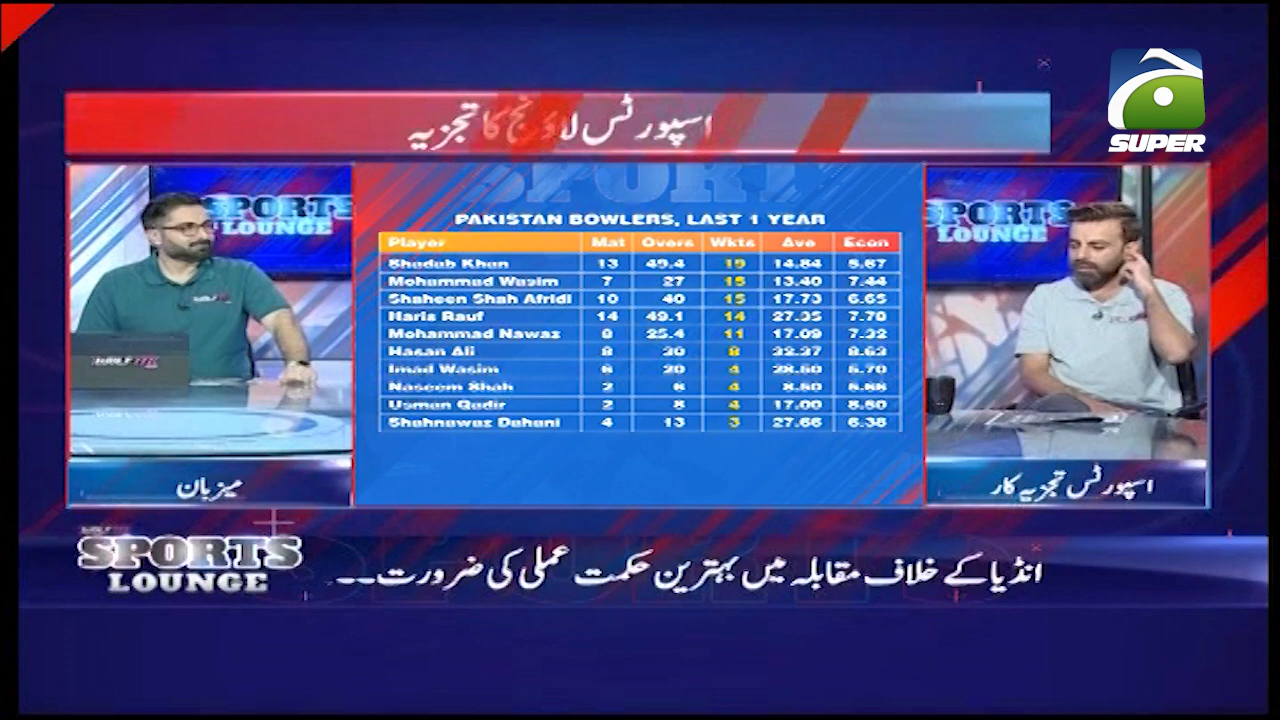 SUPER
اسپورٹس لاؤنج کا تجزیہ
SPORTS
LOUNGE
SPORT
SPORTS
LOUNGE
PAKISTAN BOWLERS, LAST 1 YEAR
Player Mat Overs Wkts Ave Econ
Shadab Khan 13 49.4 19 14.84 5.67
Mohammad Wasim 7 27 15 13.40 7.44
Shaheen Shah Afridi 10 40 15 17.73 6.65
Haris Rauf 14 49.1 14 27.35 7.78
Mohammad Nawaz 8 25.4 11 17.09 7.32
Hasan Ali 8 30 8 32.37 8.63
Imad Wasim 6 20 4 28.50 5.70
Naseem Shah 2 6 4 8.50
Usman Qadir 2 8 4 17.00 8.50
Shahnawaz Dahani 4 13 3 27.66 6.38
میزبان
اسپورٹس تجزیہ کار
SPORTS
LOUNGE
انڈیا کے خلاف مقابلہ میں بہترین حکمت عملی کی ضرورت۔۔